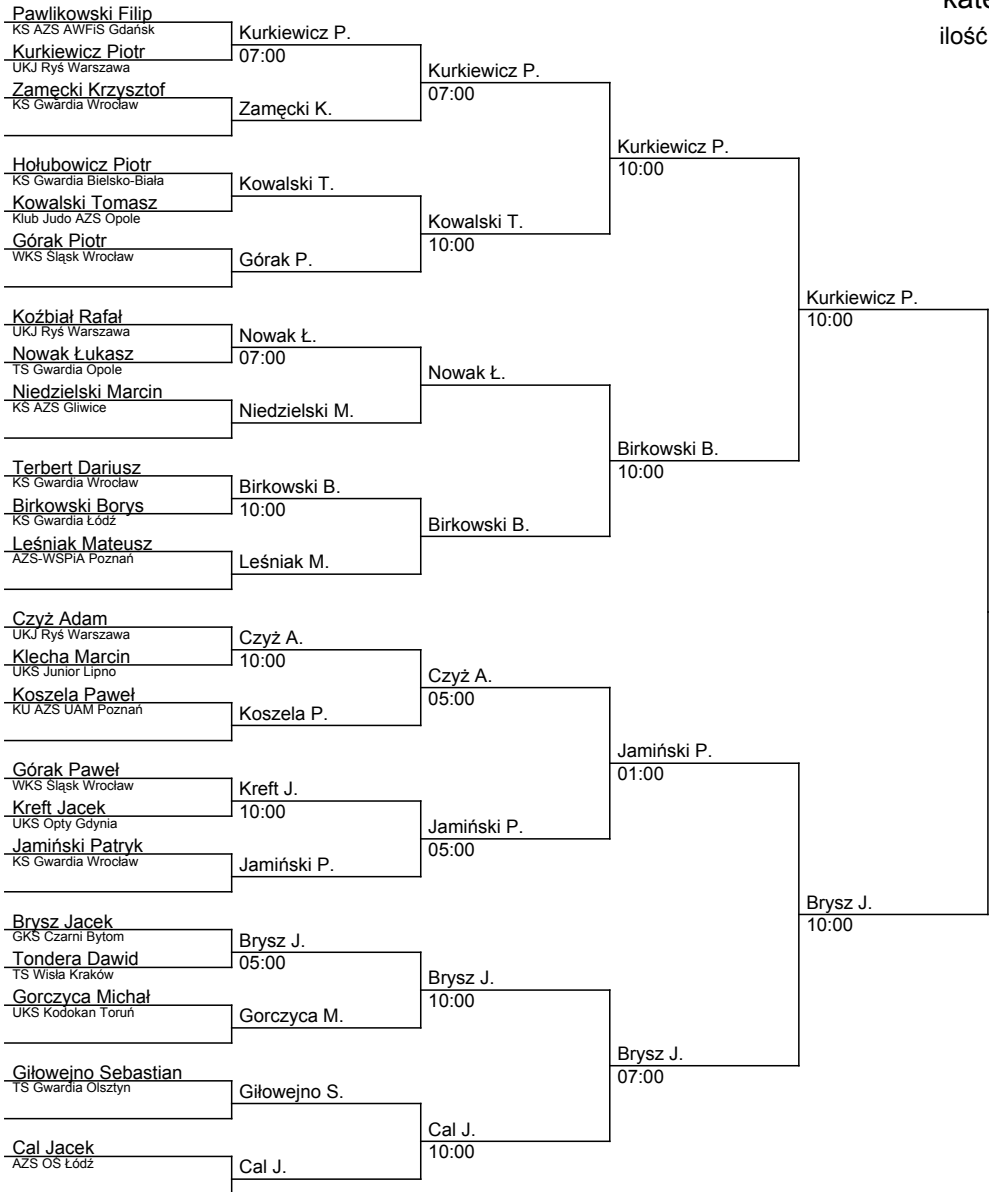 Pawlikowski Filip
KS AZS AWFiS Gdańsk
Kurkiewicz Piotr
UKJ Ryś Warszawa
Zamęcki Krzysztof
KS Gwardia Wrocław
Hołubowicz Piotr
KS Gwardia Bielsko-Biała
Kowalski Tomasz
Klub Judo AZS Opole
Górak Piotr
WKS Śląsk Wrocław
Koźbiał Rafał
UKJ Ryś Warszawa
Nowak Łukasz
TS Gwardia Opole
Niedzielski Marcin
KS AZS Gliwice
Terbert Dariusz
KS Gwardia Wrocław
Birkowski Borys
KS Gwardia Łódź
Leśniak Mateusz
AZS-WSPiA Poznań
Czyż Adam
UKJ Ryś Warszawa
Klecha Marcin
UKS Junior Lipno
Koszela Paweł
KU AZS UAM Poznań
Górak Paweł
WKS Śląsk Wrocław
Kreft Jacek
UKS Opty Gdynia
Jamiński Patryk
KS Gwardia Wrocław
Brysz Jacek
GKS Czarni Bytom
Tondera Dawid
TS Wisła Kraków
Gorczyca Michał
UKS Kodokan Toruń
Giłowejno Sebastian
TS Gwardia Olsztyn
Cal Jacek
AZS OŚ Łódź
Kurkiewicz P.
07:00
Zamęcki K.
Kowalski T.
Górak P.
Nowak Ł.
07:00
Niedzielski M.
Birkowski B.
10:00
Leśniak M.
Czyż A.
10:00
Koszela P.
Kreft J.
10:00
Jamiński P.
Brysz J.
05:00
Gorczyca M.
Giłowejno S.
Cal J.
Kurkiewicz P.
07:00
Kowalski T.
10:00
Nowak Ł.
Birkowski B.
Czyż A.
05:00
Jamiński P.
05:00
Brysz J.
10:00
Cal J.
10:00
Kurkiewicz P.
10:00
Birkowski B.
10:00
Jamiński P.
01:00
Brysz J.
07:00
Kurkiewicz P.
10:00
Brysz J.
10:00
ilość